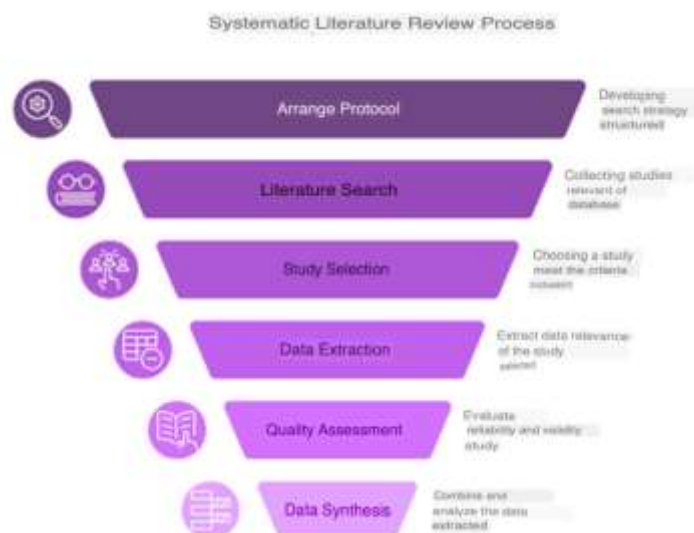 Systematic Literature Review Process
Arrange Protocol
Developing
search strategy
structured
Literature Search
Collecting studies
relevant of
database
Study Selection
Choosing a study
meet the criteria
Data Extraction
Extract data relevance
of the study
selected
Quality Assessment
Evaluate
reliability and validity
study
Data Synthesis
Combine and
analyze the data
extracted